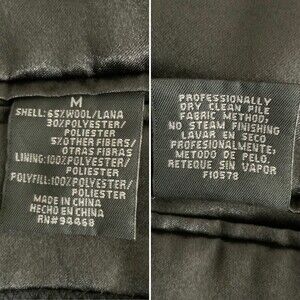 M
SHELL: 65%WOOL/LANA
30%POLYESTER/
POLIESTER
5%OTHER FIBERS/
OTRAS FIBRAS
LINING: 100%POLYESTER/
POLIESTER
POLYFILL: 100%POLYESTER/
POLIESTER
MADE IN CHINA
HECHO EN CHINA
RN#94468
PROFESSIONALLY
DRY CLEAN PILE
FABRIC METHOD,
NO STEAM FINISHING
LAVAR EN SECO
PROFESIONALMENTE,
METODO DE PELO.
RETEQUE SIN VAPOR
F10578